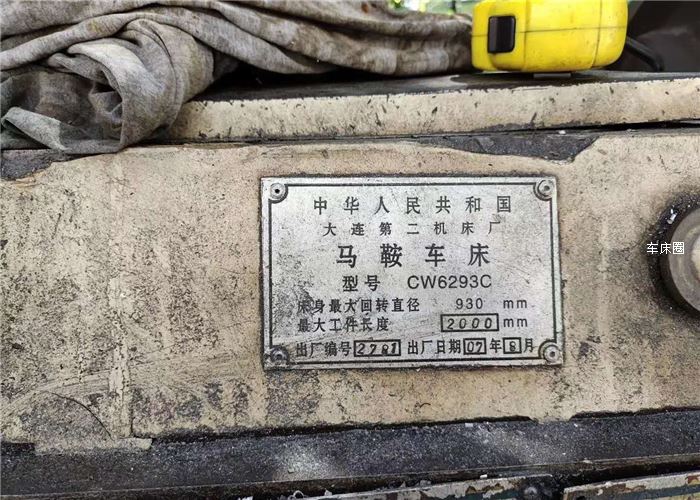 中华人民共和国
大连第二机床厂
马鞍车床
型号 CW6293C
床身最大回转直径 930 mm
最大工件长度 2000 mm
出厂编号 2781 出厂日期 07 年 8 月
车床圈